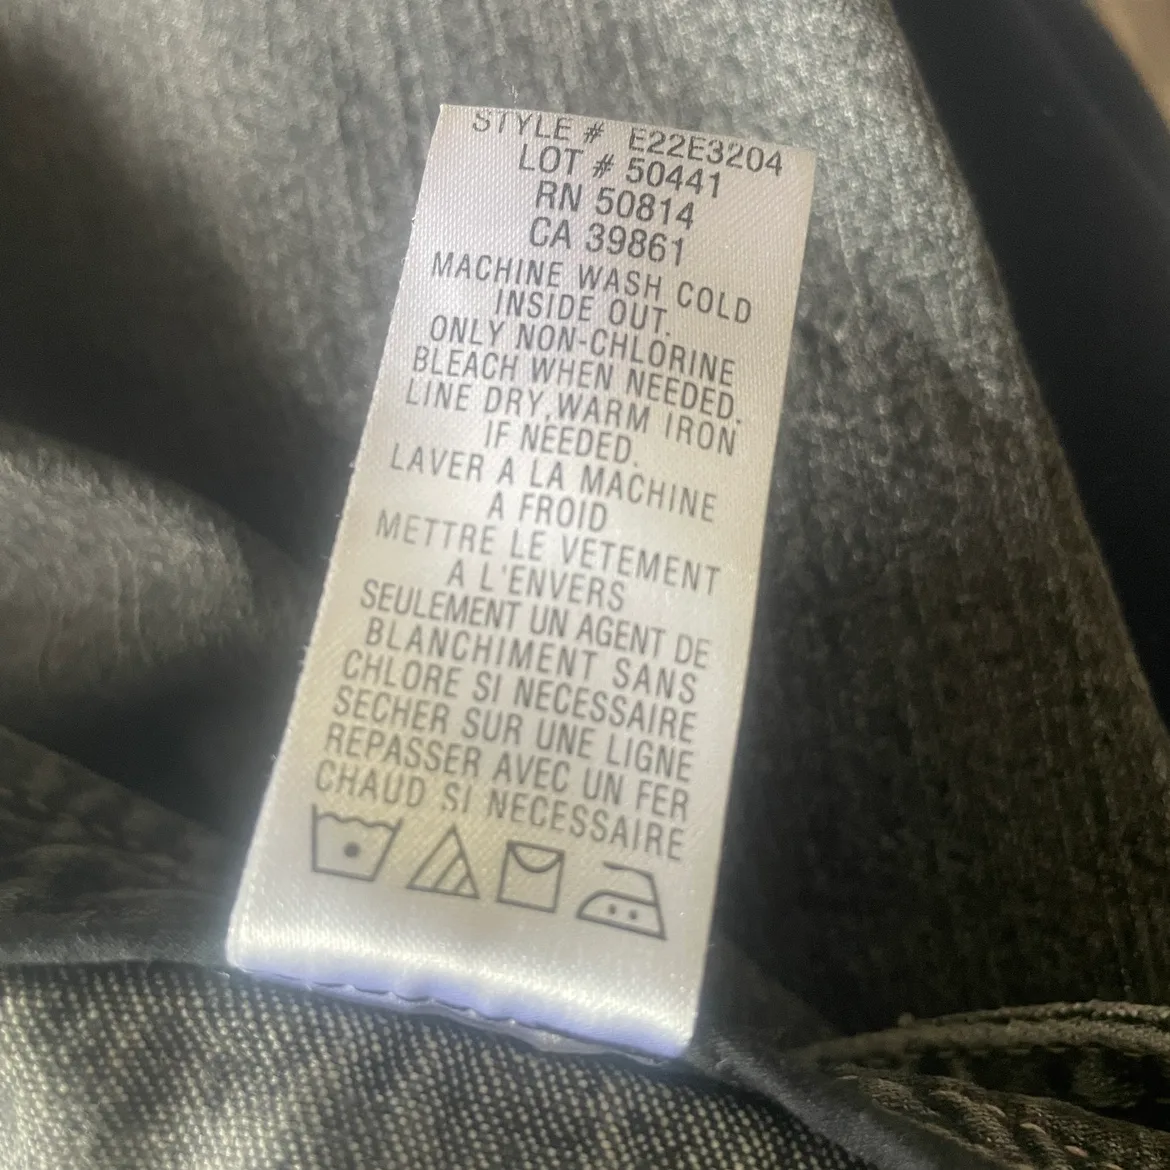 STYLE # E22E3204
LOT # 50441
RN 50814
CA 39861
MACHINE WASH COLD
INSIDE OUT.
ONLY NON-CHLORINE
BLEACH WHEN NEEDED.
LINE DRY,WARM IRON
IF NEEDED.
LAVER A LA MACHINE
A FROID
METTRE LE VETEMENT
A L'ENVERS
SEULEMENT UN AGENT DE
BLANCHIMENT SANS
CHLORE SI NECESSAIRE
SECHER SUR UNE LIGNE
REPASSER AVEC UN FER
CHAUD SI NECESSAIRE